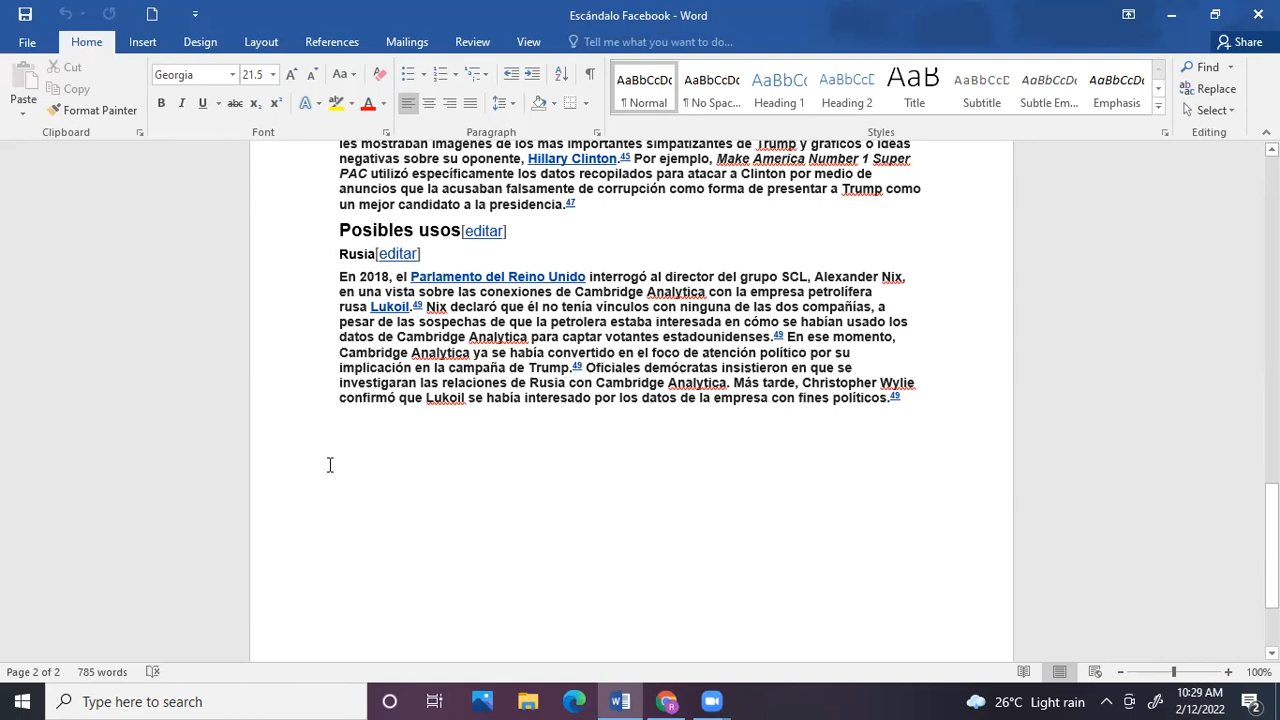 Escándalo Facebook - Word
File Home Insert Design Layout References Mailings Review View Tell me what you want to do... Share
Paste Cut Copy Format Painter Clipboard
Georgia 21.5 Font
Paragraph
AaBbCcDc AaBbCcDc AaBbCc AaBbCcC AaB AaBbCcC AaBbCcDc AaBbCcDc
¶ Normal ¶ No Spac... Heading Heading 2 Title Subtitle Subtle Em... Emphasis
Styles
Find Replace Select Editing
les mostraban imágenes de los más importantes simpatizantes de Trump y gráficos o ideas
negativas sobre su oponente, Hillary Clinton.45 Por ejemplo, Make America Number 1 Super
PAC utilizó específicamente los datos recopilados para atacar a Clinton por medio de
anuncios que la acusaban falsamente de corrupción como forma de presentar a Trump como
un mejor candidato a la presidencia.47
Posibles usos[editar]
Rusia[editar]
En 2018, el Parlamento del Reino Unido interrogó al director del grupo SCL, Alexander Nix,
en una vista sobre las conexiones de Cambridge Analytica con la empresa petrolífera
rusa Lukoil.49 Nix declaró que él no tenía vínculos con ninguna de las dos compañías, a
pesar de las sospechas de que la petrolera estaba interesada en cómo se habían usado los
datos de Cambridge Analytica para captar votantes estadounidenses.49 En ese momento,
Cambridge Analytica ya se había convertido en el foco de atención político por su
implicación en la campaña de Trump.49 Oficiales demócratas insistieron en que se
investigaran las relaciones de Rusia con Cambridge Analytica. Más tarde, Christopher Wylie
confirmó que Lukoil se había interesado por los datos de la empresa con fines políticos.49
Page 2 of 2 785 words 100%
Type here to search 26°C Light rain 10:29 AM
2/12/2022 2